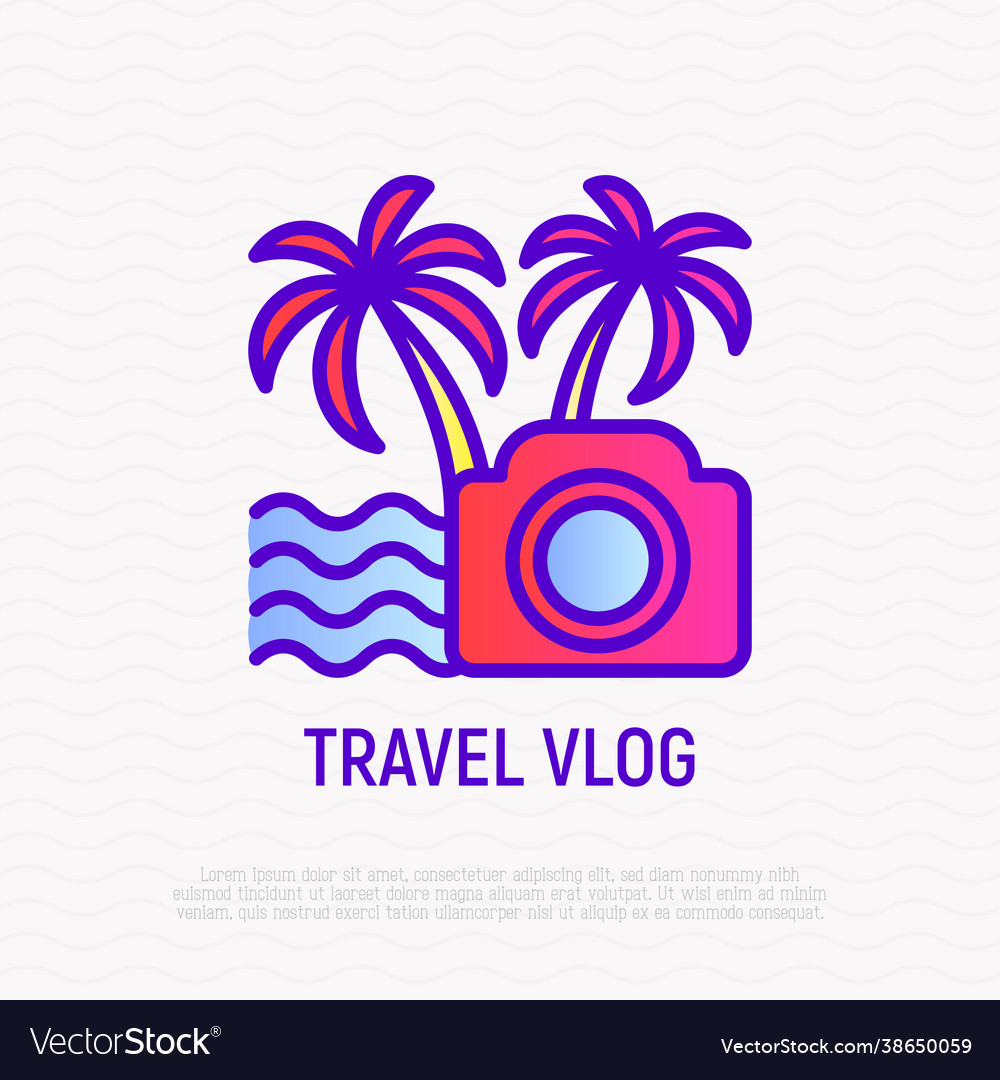 TRAVEL VLOG
Lorem ipsum dolor sit amet, consectetuer adipiscing elit, sed diam nonummy nibh
euismod tincidunt ut laoreet dolore magna aliquam erat volutpat. Ut wisi enim ad minim
veniam, quis nostrud exerci tation ullamcorper nisl ut aliquip ex ea commodo consequat.
VectorStock®
VectorStock.com/38650059